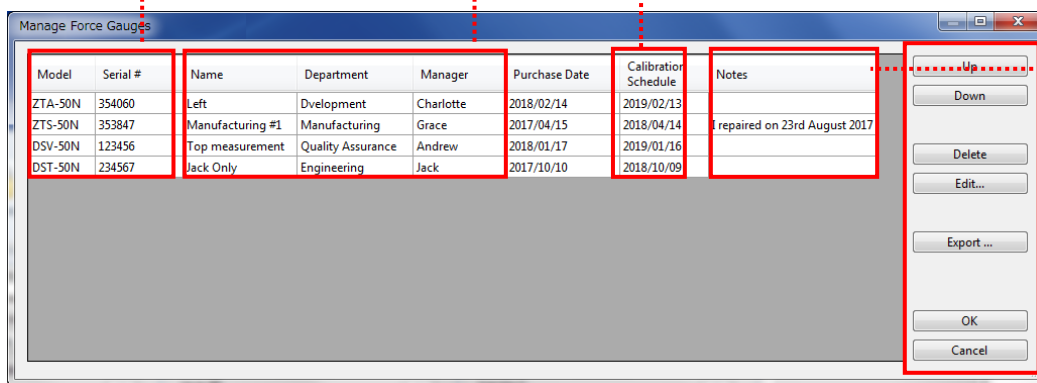 Manage Force Gauges
Model Serial # Name Department Manager Purchase Date Calibration Schedule Notes
ZTA-50N 354060 Left Dvelopment Charlotte 2018/02/14 2019/02/13
ZTS-50N 353847 Manufacturing #1 Manufacturing Grace 2017/04/15 2018/04/14 I repaired on 23rd August 2017
DSV-50N 123456 Top measurement Quality Assurance Andrew 2018/01/17 2019/01/16
DST-50N 234567 Jack Only Engineering Jack 2017/10/10 2018/10/09
Up
Down
Delete
Edit...
Export ...
OK
Cancel